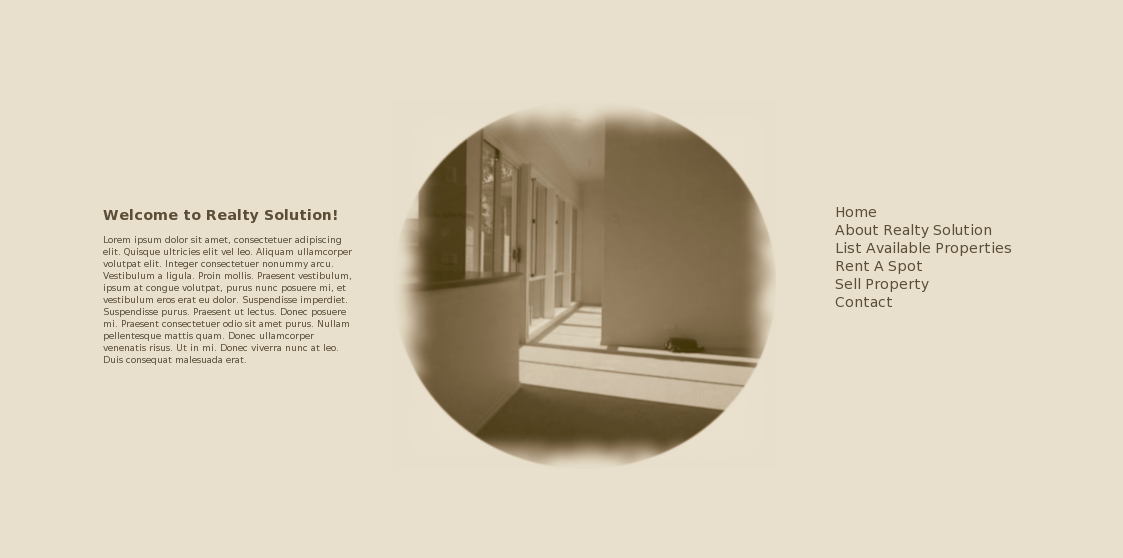 Welcome to Realty Solution!
Lorem ipsum dolor sit amet, consectetuer adipiscing
elit. Quisque ultricies elit vel leo. Aliquam ullamcorper
volutpat elit. Integer consectetuer nonummy arcu.
Vestibulum a ligula. Proin mollis. Praesent vestibulum,
ipsum at congue volutpat, purus nunc posuere mi, et
vestibulum eros erat eu dolor. Suspendisse imperdiet.
Suspendisse purus. Praesent ut lectus. Donec posuere
mi. Praesent consectetuer odio sit amet purus. Nullam
pellentesque mattis quam. Donec ullamcorper
venenatis risus. Ut in mi. Donec viverra nunc at leo.
Duis consequat malesuada erat.
Home
About Realty Solution
List Available Properties
Rent A Spot
Sell Property
Contact